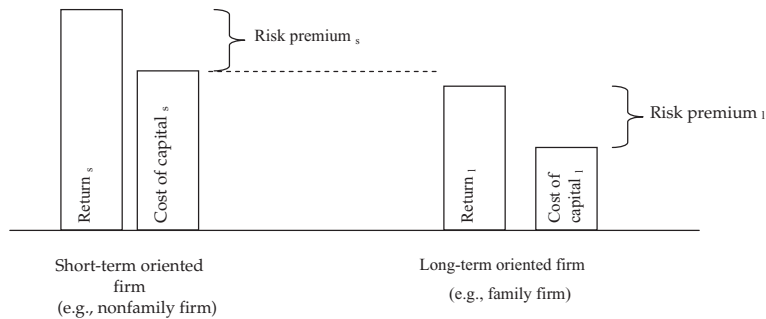 Risk premium s
Risk premium l
Return s
Cost of capital s
Return l
Cost of
capital l
Short-term oriented
firm
(e.g., nonfamily firm)
Long-term oriented firm
(e.g., family firm)